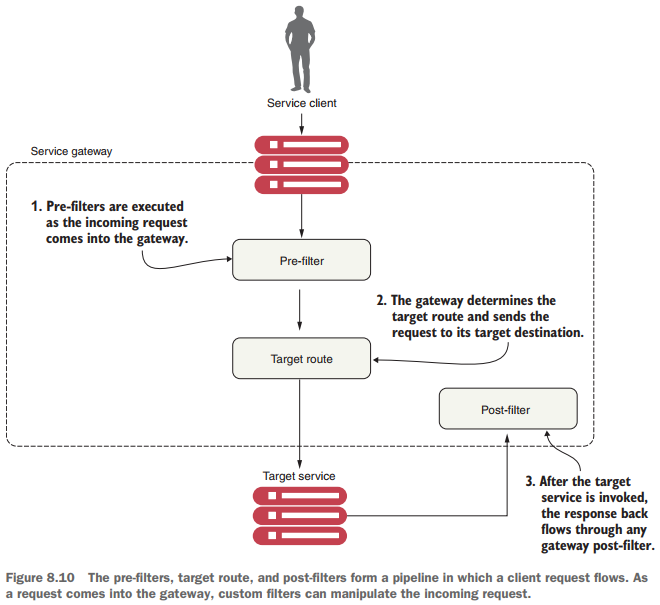 Service client
Service gateway
1. Pre-filters are executed
as the incoming request
comes into the gateway.
Pre-filter
2. The gateway determines the
target route and sends the
request to its target destination.
Target route
Post-filter
Target service
3. After the target
service is invoked,
the response back
flows through any
gateway post-filter.
Figure 8.10 The pre-filters, target route, and post-filters form a pipeline in which a client request flows. As
a request comes into the gateway, custom filters can manipulate the incoming request.